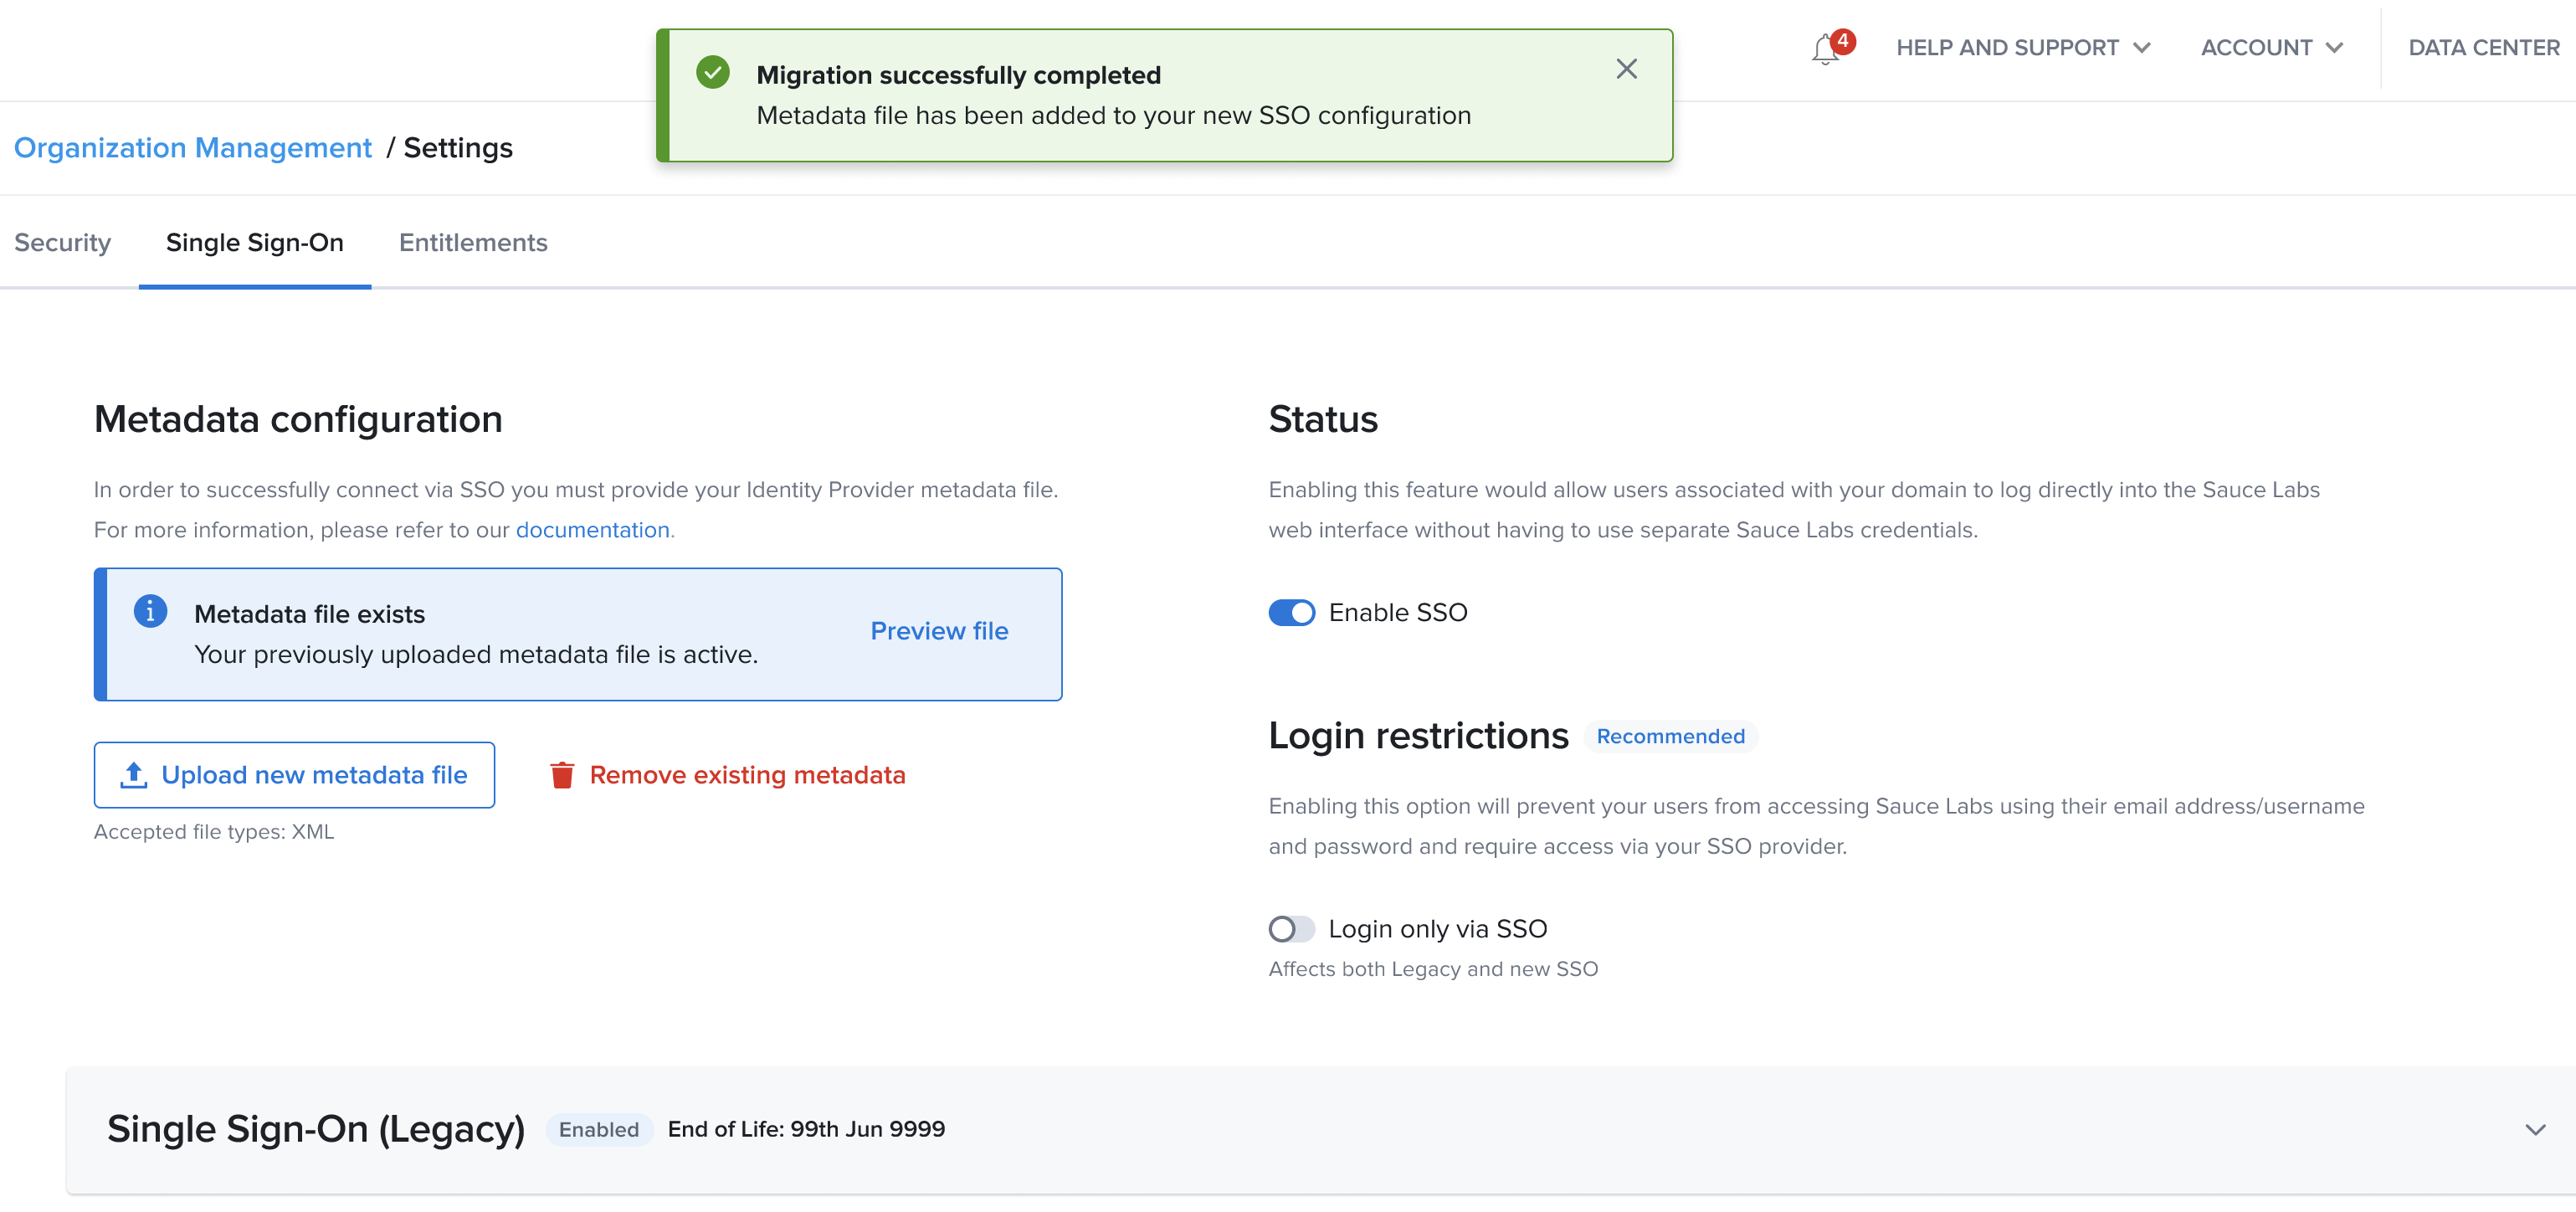 Migration successfully completed
Metadata file has been added to your new SSO configuration
4
HELP AND SUPPORT
ACCOUNT
DATA CENTER
Organization Management / Settings
Security
Single Sign-On
Entitlements
Metadata configuration
In order to successfully connect via SSO you must provide your Identity Provider metadata file.
For more information, please refer to our documentation.
Metadata file exists
Your previously uploaded metadata file is active.
Preview file
Upload new metadata file
Remove existing metadata
Accepted file types: XML
Status
Enabling this feature would allow users associated with your domain to log directly into the Sauce Labs
web interface without having to use separate Sauce Labs credentials.
Enable SSO
Login restrictions
Recommended
Enabling this option will prevent your users from accessing Sauce Labs using their email address/username
and password and require access via your SSO provider.
Login only via SSO
Affects both Legacy and new SSO
Single Sign-On (Legacy)
Enabled
End of Life: 99th Jun 9999